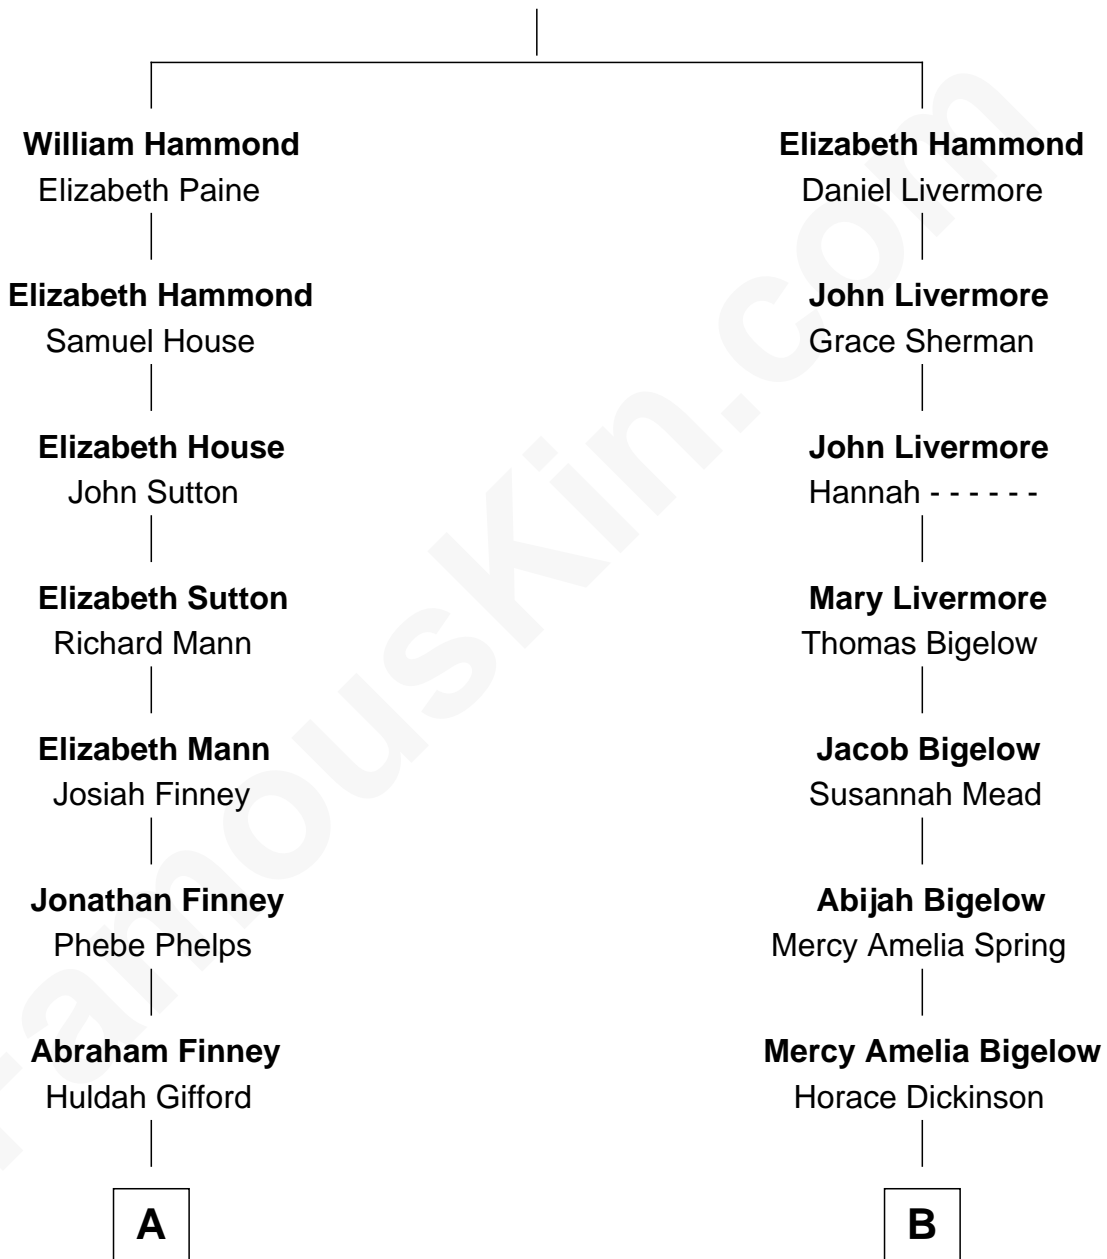 William Hammond
Elizabeth Paine
Elizabeth Hammond
Samuel House
Elizabeth House
John Sutton
Elizabeth Sutton
Richard Mann
Elizabeth Mann
Josiah Finney
Jonathan Finney
Phebe Phelps
Abraham Finney
Huldah Gifford
A
Elizabeth Hammond
Daniel Livermore
John Livermore
Grace Sherman
John Livermore
Hannah - - - - - -
Mary Livermore
Thomas Bigelow
Jacob Bigelow
Susannah Mead
Abijah Bigelow
Mercy Amelia Spring
Mercy Amelia Bigelow
Horace Dickinson
B
FamousKin.com